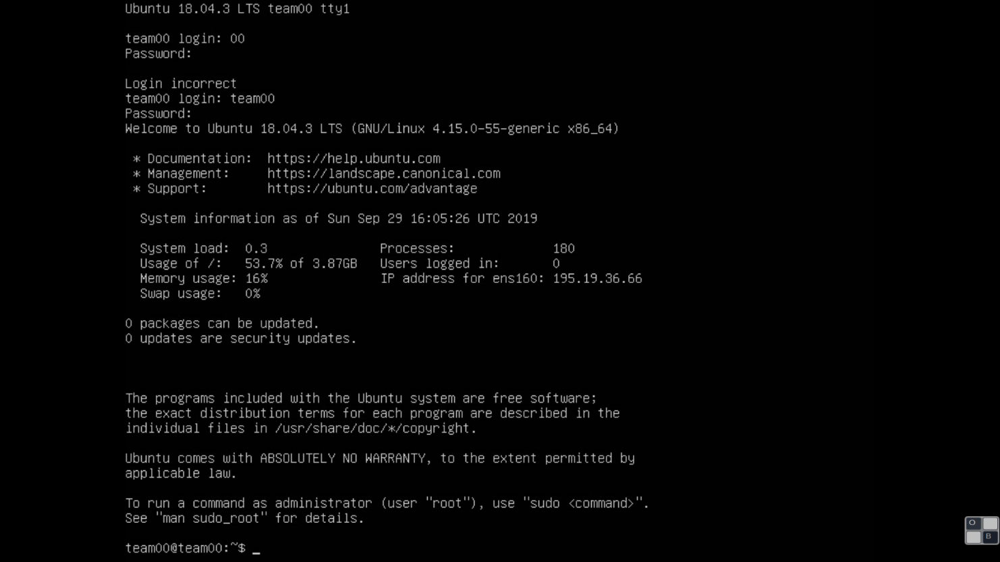 Ubuntu 18.04.3 LTS team00 tty1
team00 login: 00
Password:
Login incorrect
team00 login: team00
Password:
Welcome to Ubuntu 18.04.3 LTS (GNU/Linux 4.15.0-55-generic x86_64)
* Documentation: https://help.ubuntu.com
* Management: https://landscape.canonical.com
* Support: https://ubuntu.com/advantage
System information as of Sun Sep 29 16:05:26 UTC 2019
System load: 0.3 Processes: 180
Usage of /: 53.7% of 3.87GB Users logged in: 0
Memory usage: 16% IP address for ens160: 195.19.36.66
Swap usage: 0%
0 packages can be updated.
0 updates are security updates.
The programs included with the Ubuntu system are free software;
the exact distribution terms for each program are described in the
individual files in /usr/share/doc/*/copyright.
Ubuntu comes with ABSOLUTELY NO WARRANTY, to the extent permitted by
applicable law.
To run a command as administrator (user "root"), use "sudo <command>".
See "man sudo_root" for details.
team00@team00:~$ _
O
B